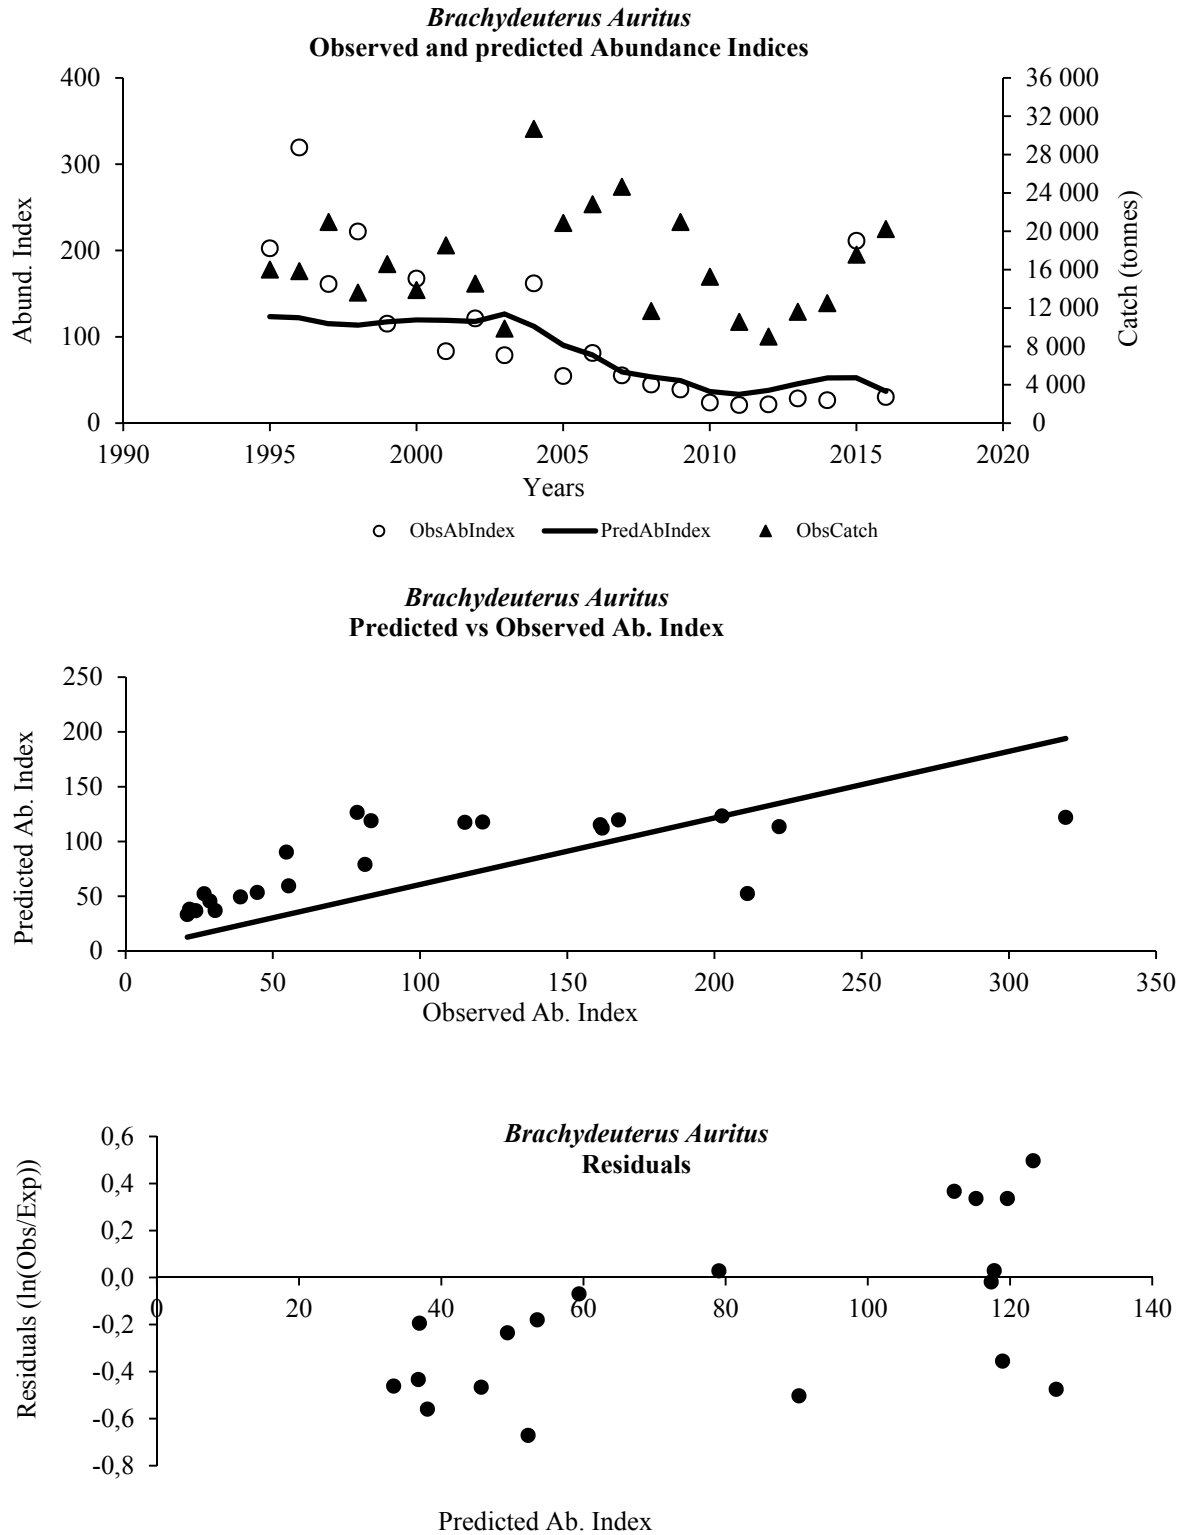 Brachydeuterus Auritus
Observed and predicted Abundance Indices
400
300
200
100
0
Abund. Index
36 000
32 000
28 000
24 000
20 000
16 000
12 000
8 000
4 000
0
Catch (tonnes)
1990 1995 2000 2005 2010 2015 2020
Years
ObsAbIndex PredAbIndex ObsCatch
Brachydeuterus Auritus
Predicted vs Observed Ab. Index
250
200
150
100
50
0
Predicted Ab. Index
0 50 100 150 200 250 300 350
Observed Ab. Index
Brachydeuterus Auritus
Residuals
0,6
0,4
0,2
0,0
-0,2
-0,4
-0,6
-0,8
Residuals (ln(Obs/Exp))
0 20 40 60 80 100 120 140
Predicted Ab. Index